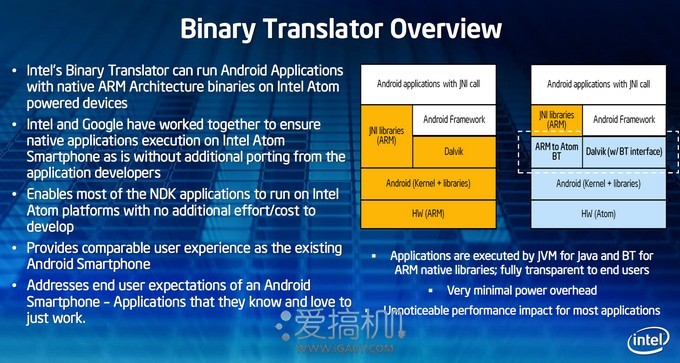 Binary Translator Overview
• Intel's Binary Translator can run Android Applications
with native ARM Architecture binaries on Intel Atom
powered devices
• Intel and Google have worked together to ensure
native applications execution on Intel Atom
Smartphone as is without additional porting from the
application developers
• Enables most of the NDK applications to run on Intel
Atom platforms with no additional effort/cost to
develop
• Provides comparable user experience as the existing
Android Smartphone
• Addresses end user expectations of an Android
Smartphone – Applications that they know and love to
just work.
Android applications with JNI call
JNI libraries
(ARM)
Android Framework
Dalvik
Android (Kernel + libraries)
HW (ARM)
Android applications with JNI call
JNI libraries
(ARM)
Android Framework
ARM to Atom
BT
Dalvik (w/BT interface)
Android (Kernel + libraries)
HW (Atom)
▪ Applications are executed by JVM for Java and BT for
ARM native libraries; fully transparent to end users
▪ Very minimal power overhead
Unnoticeable performance impact for most applications
爱搞机
WWW.IGAO7.COM
intel